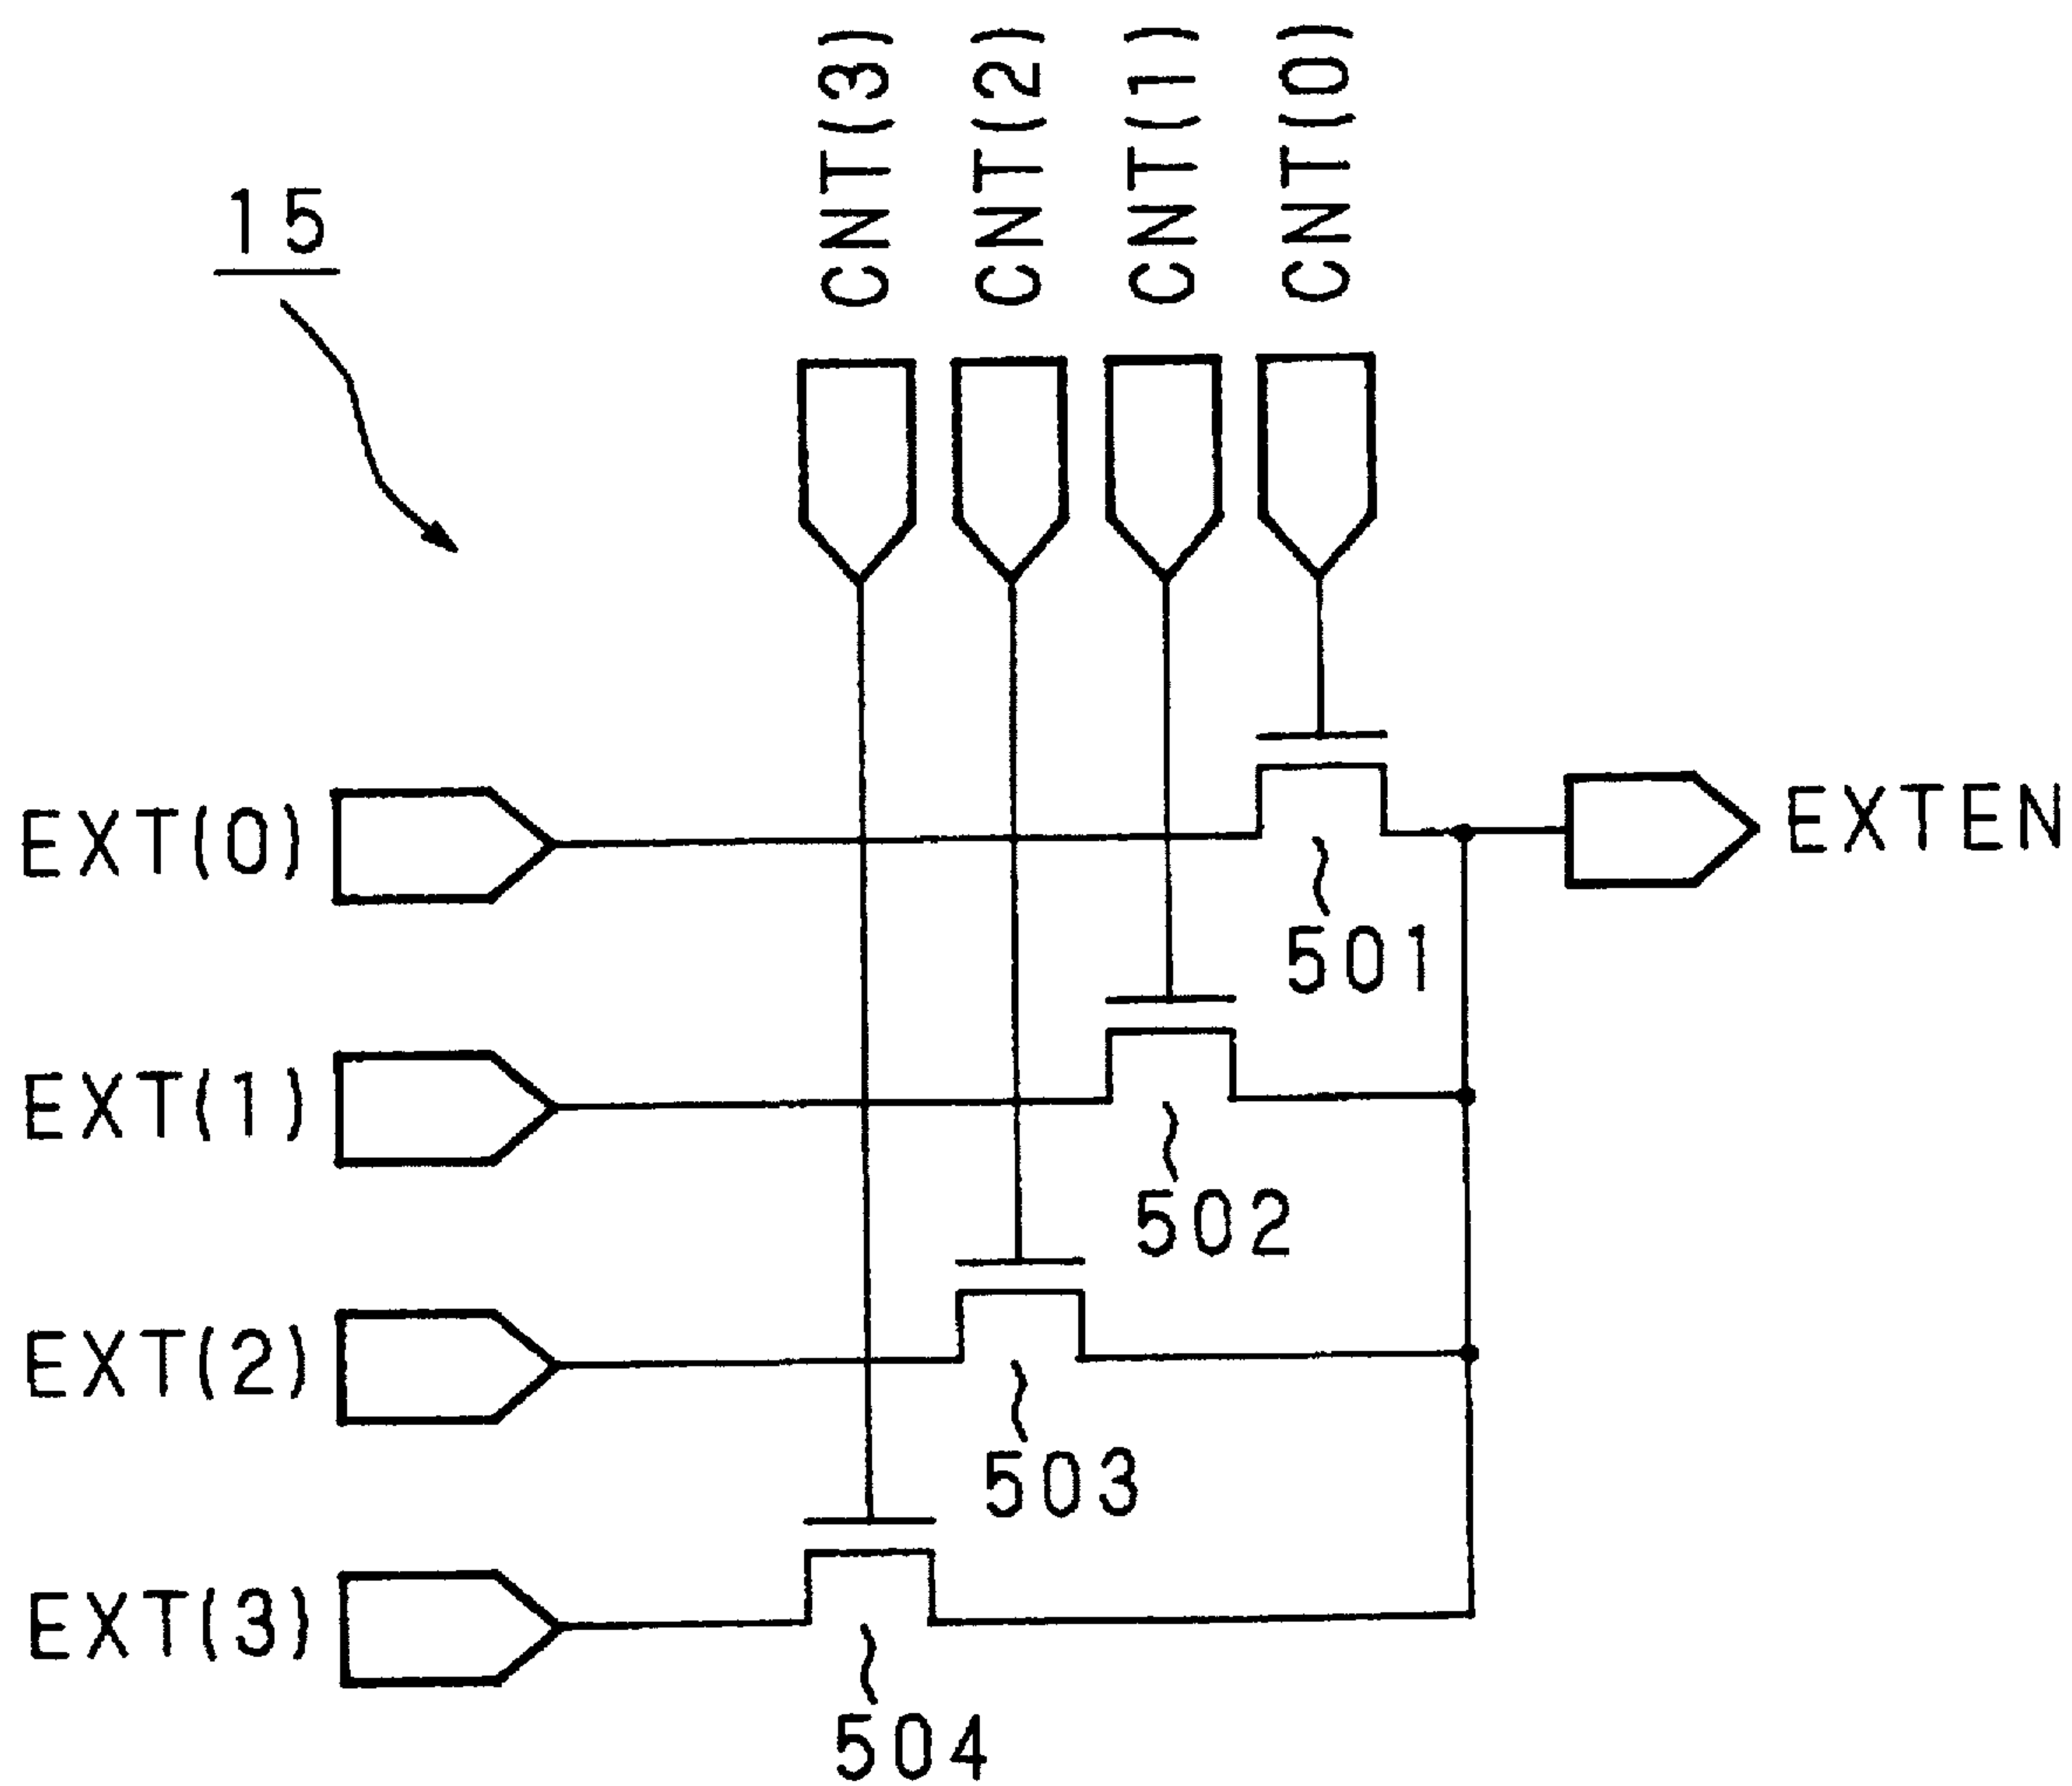 CNT(3)
CNT(2)
CNT(1)
CNT(0)
15
EXT(0)
EXTEN
501
EXT(1)
502
EXT(2)
503
EXT(3)
504